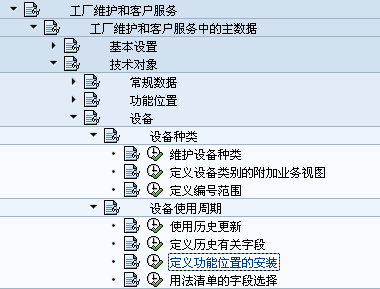 工厂维护和客户服务
工厂维护和客户服务中的主数据
基本设置
技术对象
常规数据
功能位置
设备
设备种类
维护设备种类
定义设备类别的附加业务视图
定义编号范围
设备使用周期
使用历史更新
定义历史有关字段
定义功能位置的安装
用法清单的字段选择